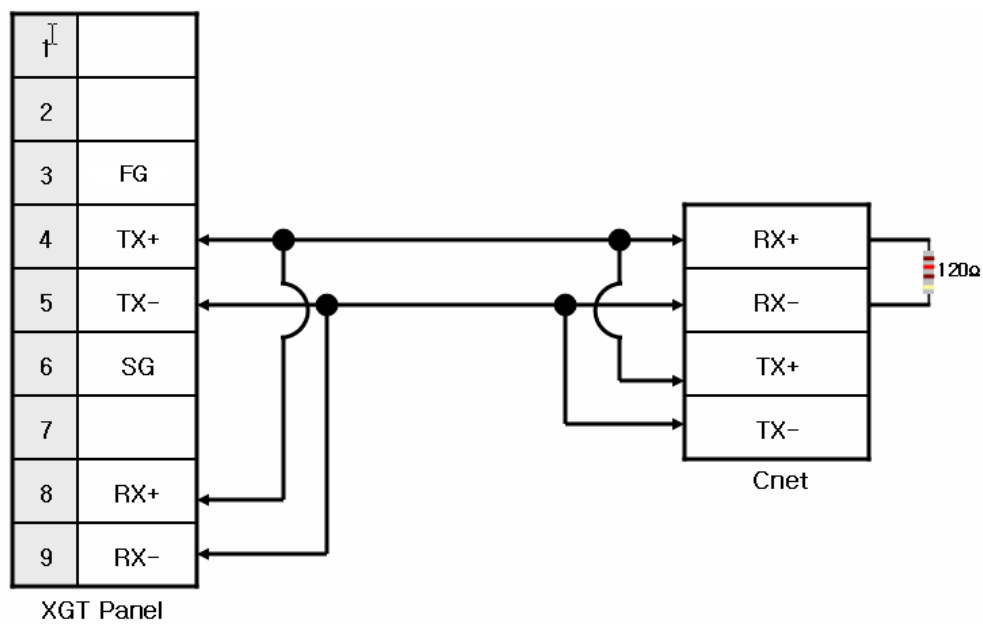 1
2
3 FG
4 TX+
5 TX-
6 SG
7
8 RX+
9 RX-
XGT Panel
RX+
RX-
TX+
TX-
Cnet
120Ω